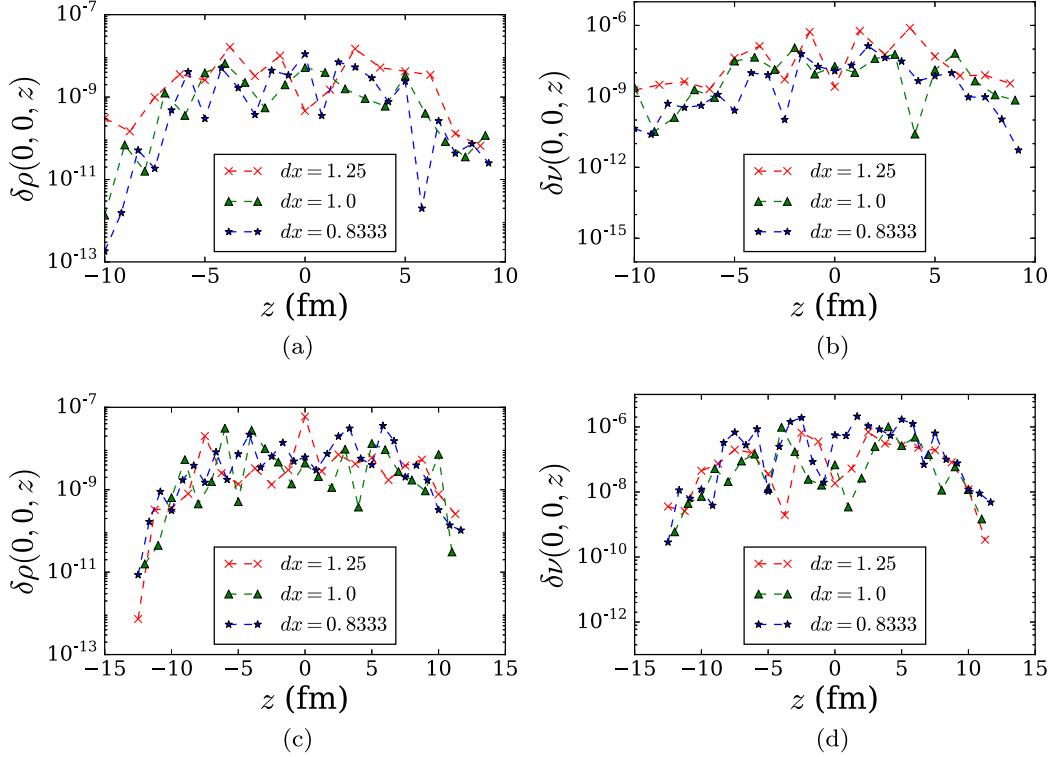 10⁻⁷
10⁻⁹
10⁻¹¹
10⁻¹³
δρ(0, 0, z)
dx = 1.25
dx = 1.0
dx = 0.8333
−10 −5 0 5 10
z (fm)
(a)
10⁻⁶
10⁻⁹
10⁻¹²
10⁻¹⁵
δν(0, 0, z)
dx = 1.25
dx = 1.0
dx = 0.8333
−10 −5 0 5 10
z (fm)
(b)
10⁻⁷
10⁻⁹
10⁻¹¹
10⁻¹³
δρ(0, 0, z)
dx = 1.25
dx = 1.0
dx = 0.8333
−15 −10 −5 0 5 10 15
z (fm)
(c)
10⁻⁶
10⁻⁸
10⁻¹⁰
10⁻¹²
δν(0, 0, z)
dx = 1.25
dx = 1.0
dx = 0.8333
−15 −10 −5 0 5 10 15
z (fm)
(d)